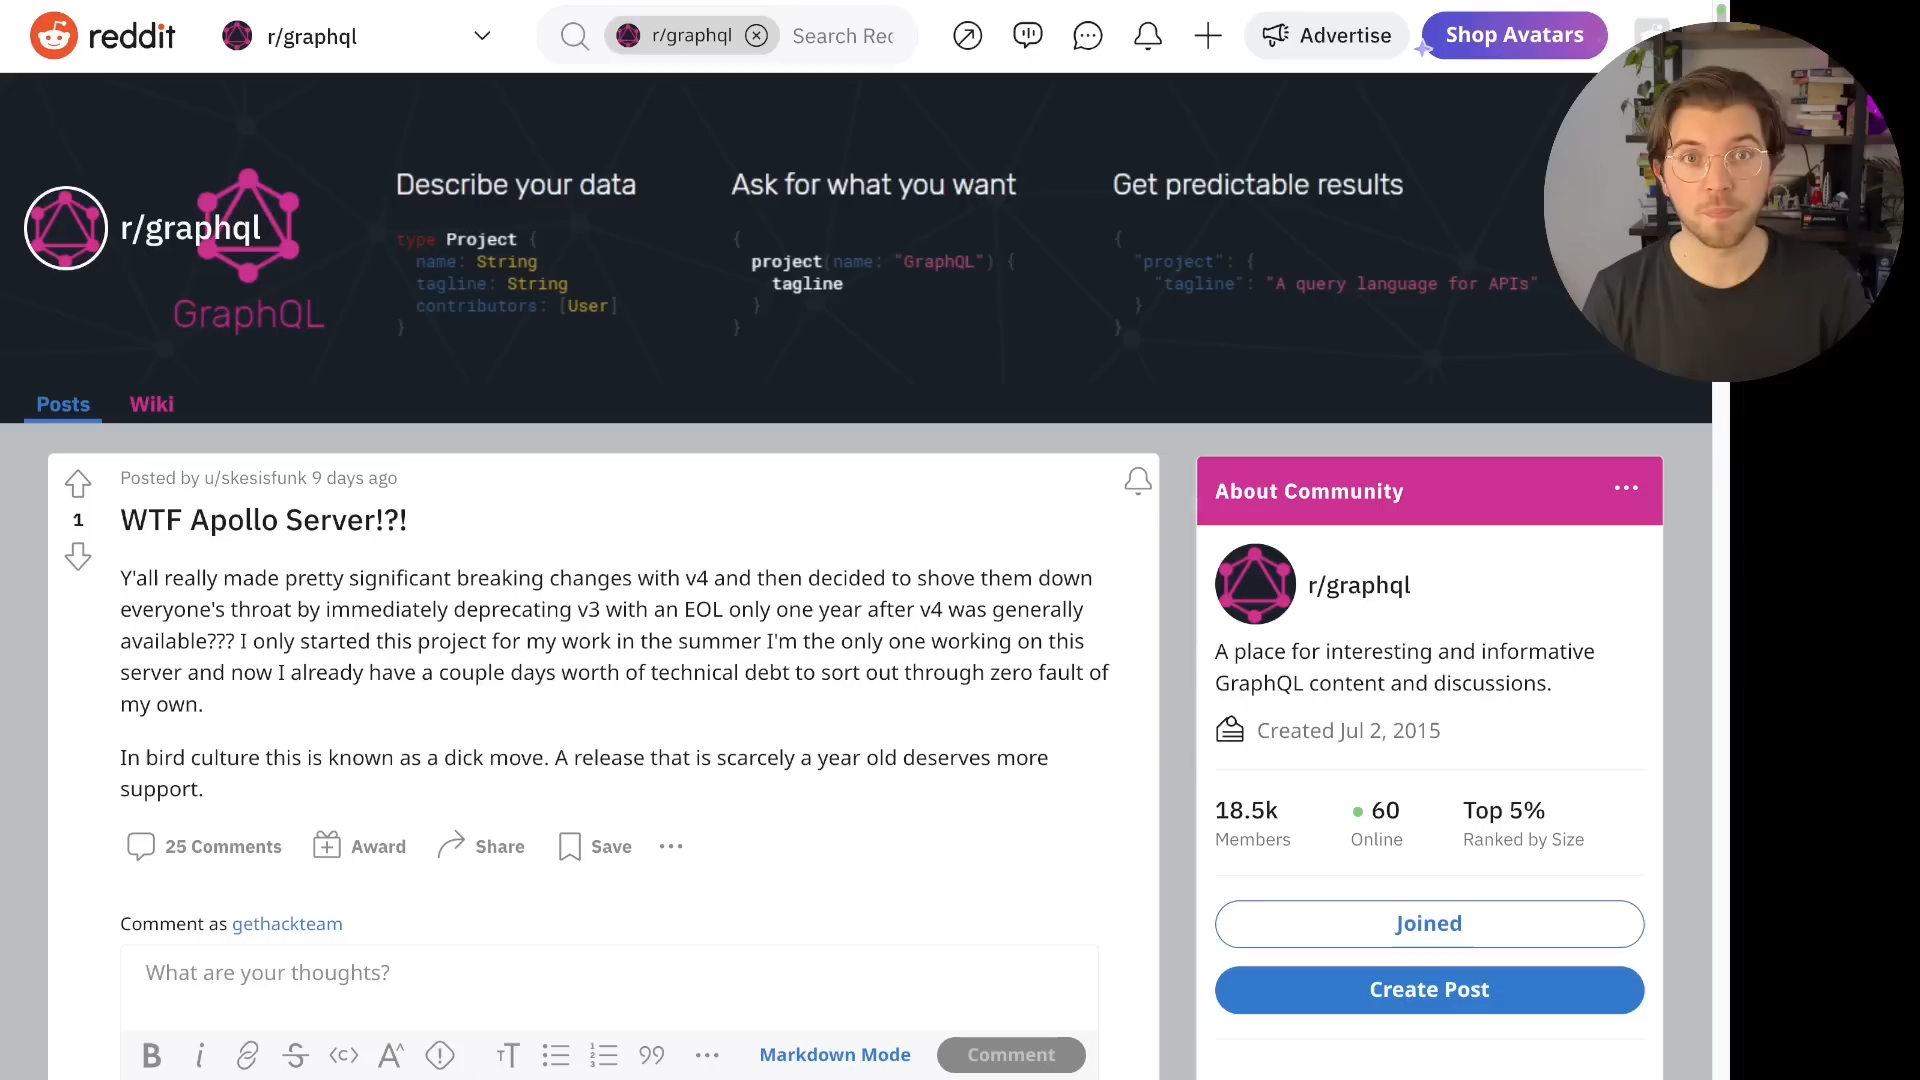 reddit
r/graphql
r/graphql
Search Rec
Advertise
Shop Avatars
r/graphql
GraphQL
Describe your data
type Project {
name: String
tagline: String
contributors: [User]
}
Ask for what you want
{
project(name: "GraphQL") {
tagline
}
}
Get predictable results
{
"project": {
"tagline": "A query language for APIs"
}
}
Posts
Wiki
Posted by u/skesisfunk 9 days ago
1
WTF Apollo Server!?!
Y'all really made pretty significant breaking changes with v4 and then decided to shove them down
everyone's throat by immediately deprecating v3 with an EOL only one year after v4 was generally
available??? I only started this project for my work in the summer I'm the only one working on this
server and now I already have a couple days worth of technical debt to sort out through zero fault of
my own.
In bird culture this is known as a dick move. A release that is scarcely a year old deserves more
support.
25 Comments
Award
Share
Save
Comment as gethackteam
What are your thoughts?
Markdown Mode
Comment
About Community
r/graphql
A place for interesting and informative
GraphQL content and discussions.
Created Jul 2, 2015
18.5k
Members
60
Online
Top 5%
Ranked by Size
Joined
Create Post